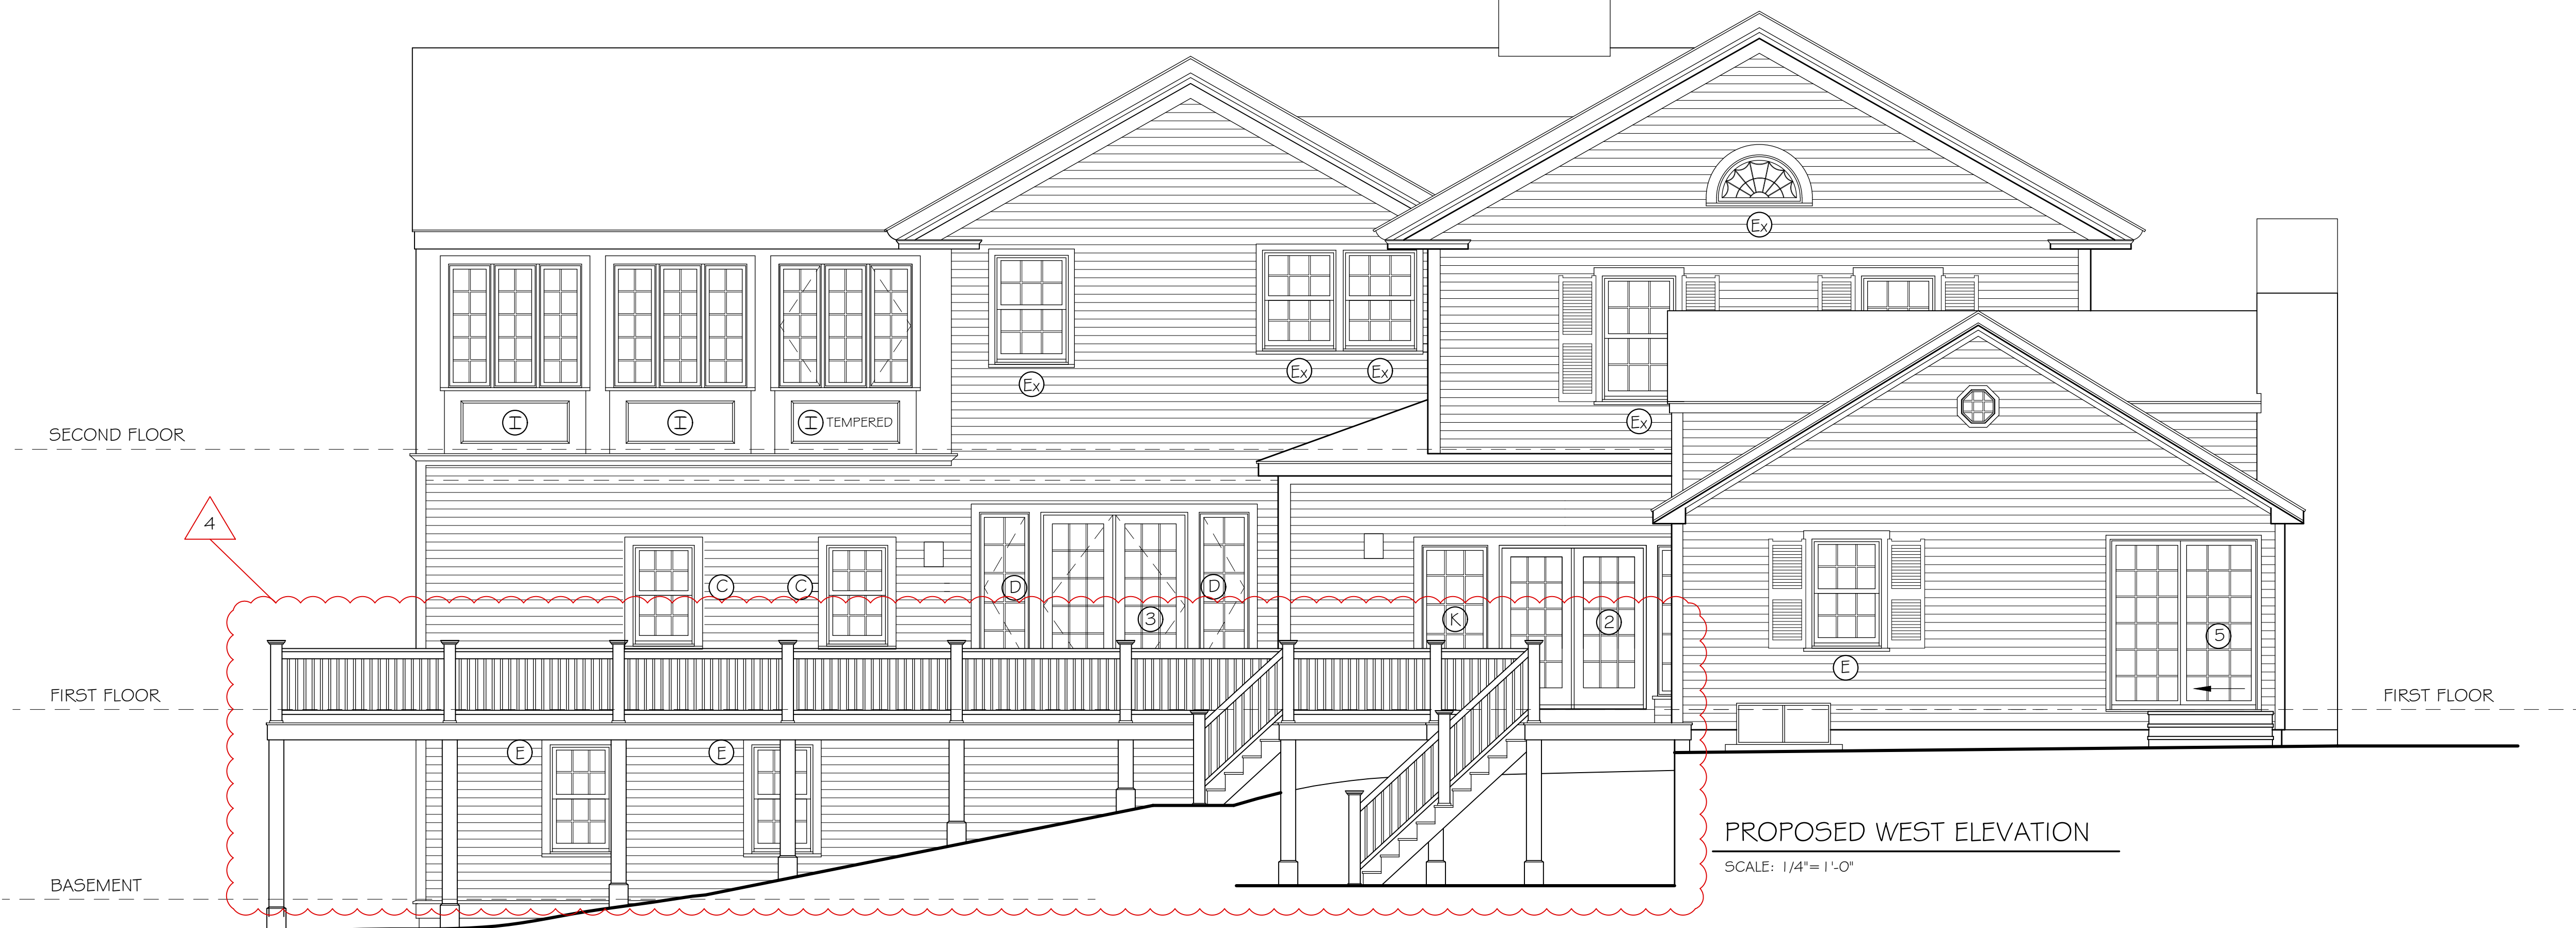 Ex
Ex
Ex
Ex
Ex
I
I
I TEMPERED
SECOND FLOOR
4
C
C
D
D
3
K
2
5
E
FIRST FLOOR
FIRST FLOOR
E
E
PROPOSED WEST ELEVATION
SCALE: 1/4"=1'-0"
BASEMENT